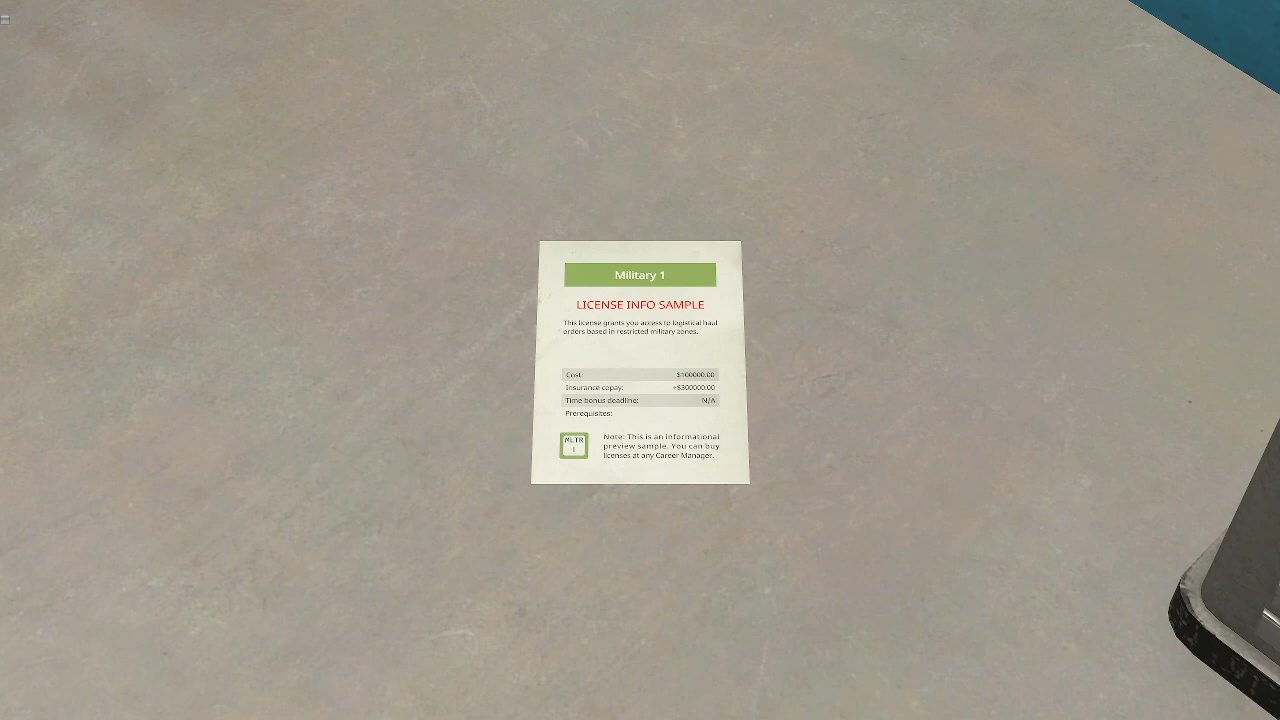 Military 1
LICENSE INFO SAMPLE
This license grants you access to logistical haul
orders based in restricted military zones.
Cost: $100000.00
Insurance copay: +$300000.00
Time bonus deadline: N/A
Prerequisites:
MLTR
1
Note: This is an informational
preview sample. You can buy
licenses at any Career Manager.